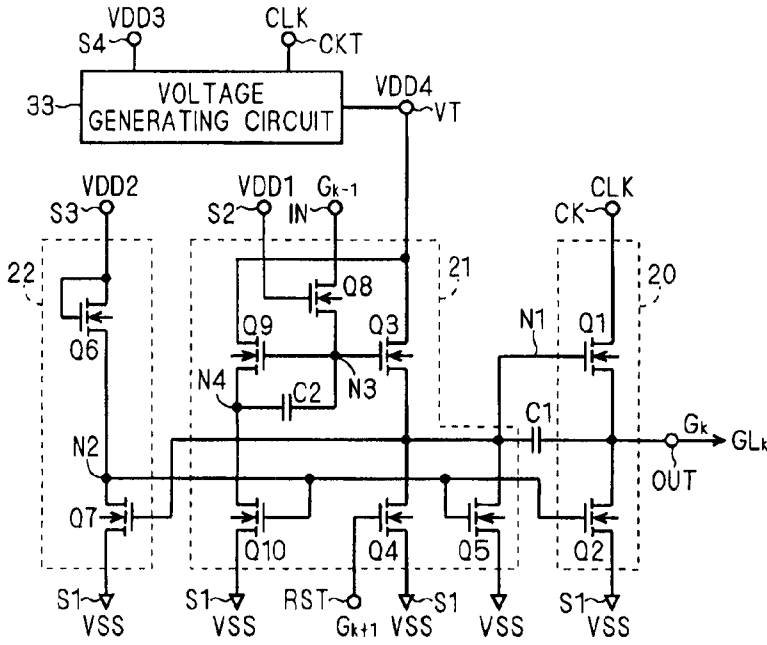 VDD3
CLK
S4
CKT
VDD4
33
VOLTAGE
GENERATING CIRCUIT
VT
VDD2
VDD1
Gk-1
CLK
S3
S2
IN
CK
22
21
20
Q8
Q6
Q9
Q3
N1
Q1
N4
C2
N3
C1
Gk
GLk
N2
OUT
Q7
Q10
Q4
Q5
Q2
S1
S1
RST
S1
S1
VSS
VSS
Gk+1
VSS
VSS
VSS